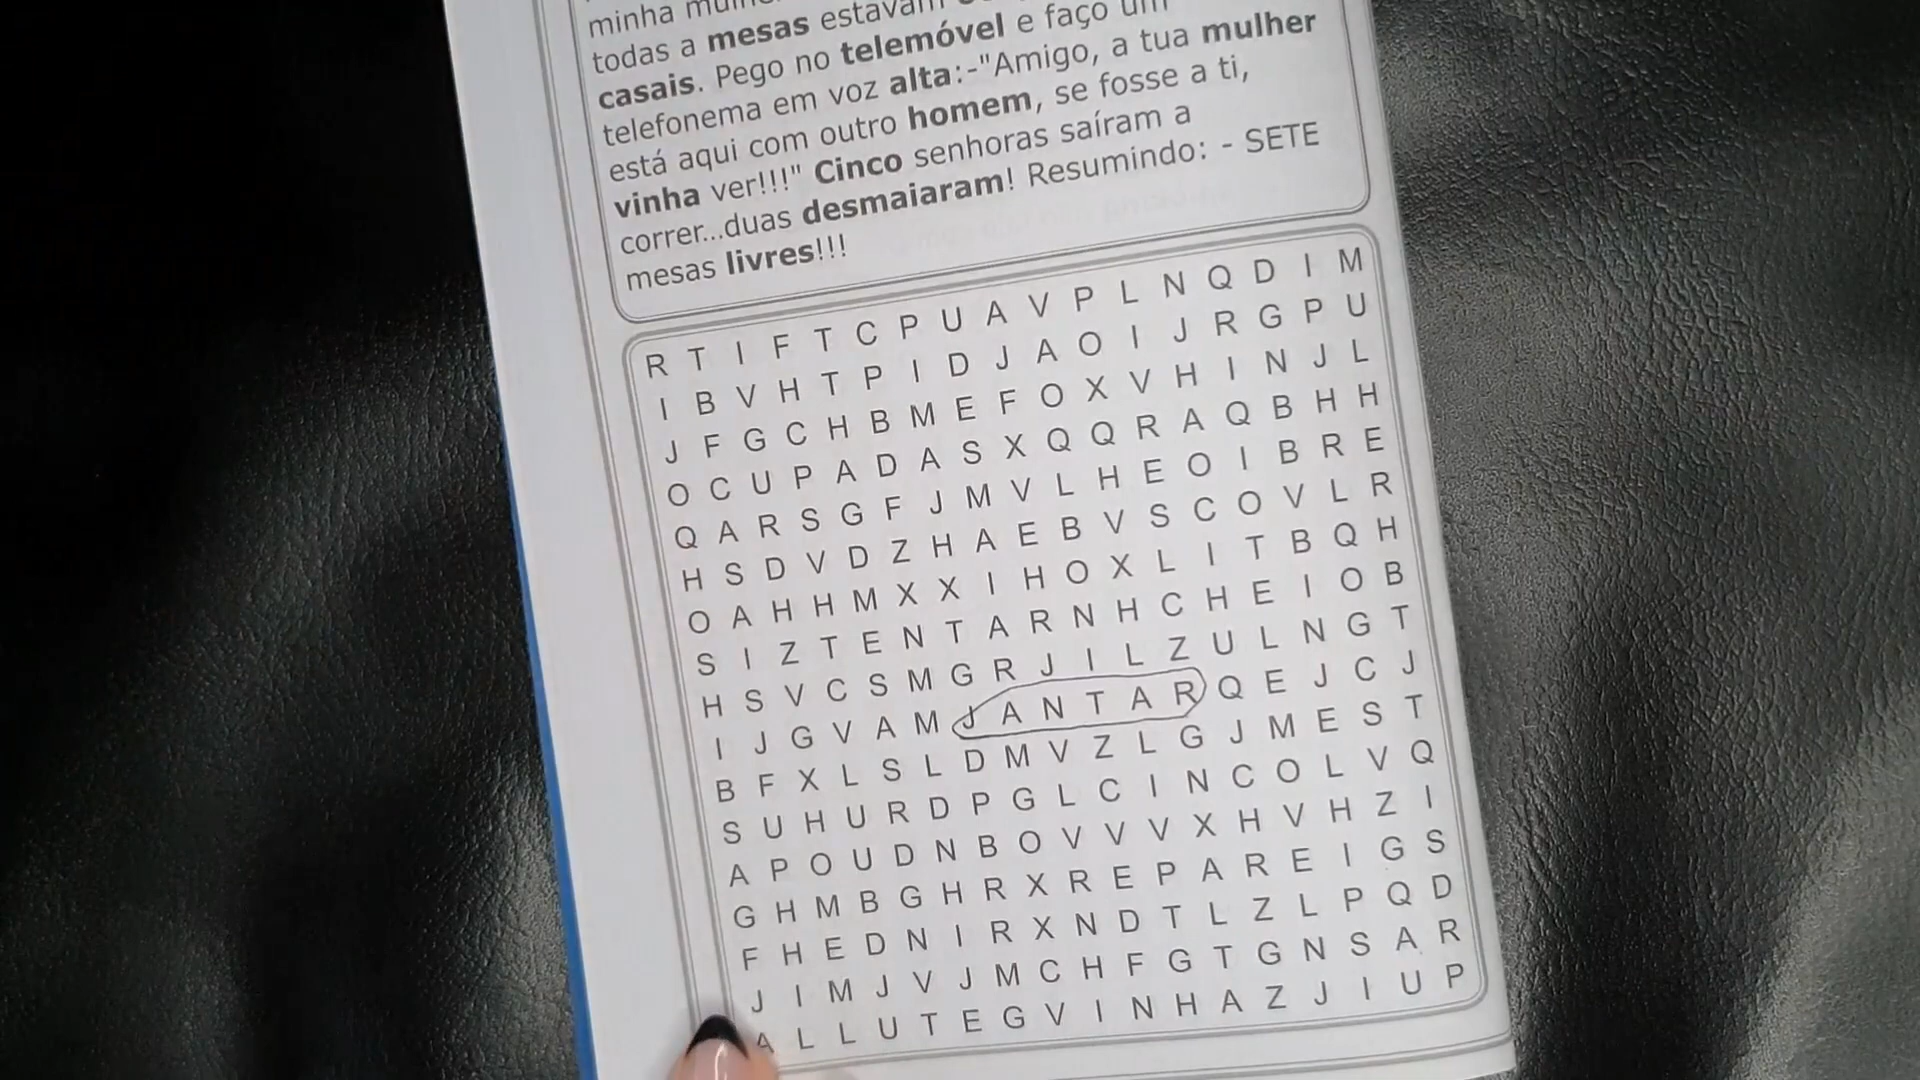 minha
todas a mesas estavam
casais. Pego no telemóvel e faço um
telefonema em voz alta:-"Amigo, a tua mulher
está aqui com outro homem, se fosse a ti,
vinha ver!!!" Cinco senhoras saíram a
correr...duas desmaiaram! Resumindo: - SETE
mesas livres!!!
R T I F T C P U A V P L N Q D I M
I B V H T P I D J A O I J R G P U
J F G C H B M E F O X V H I N J L
O C U P A D A S X Q Q R A Q B H H
Q A R S G F J M V L H E O I B R E
H S D V D Z H A E B V S C O V L R
O A H H M X X I H O X L I T B Q H
S I Z T E N T A R N H C H E I O B
H S V C S M G R J I L Z U L N G T
I J G V A M J A N T A R Q E J C J
B F X L S L D M V Z L G J M E S T
S U H U R D P G L C I N C O L V Q
A P O U D N B O V V V X H V H Z I
G H M B G H R X R E P A R E I G S
F H E D N I R X N D T L Z L P Q D
J I M J V J M C H F G T G N S A R
A L L U T E G V I N H A Z J I U P